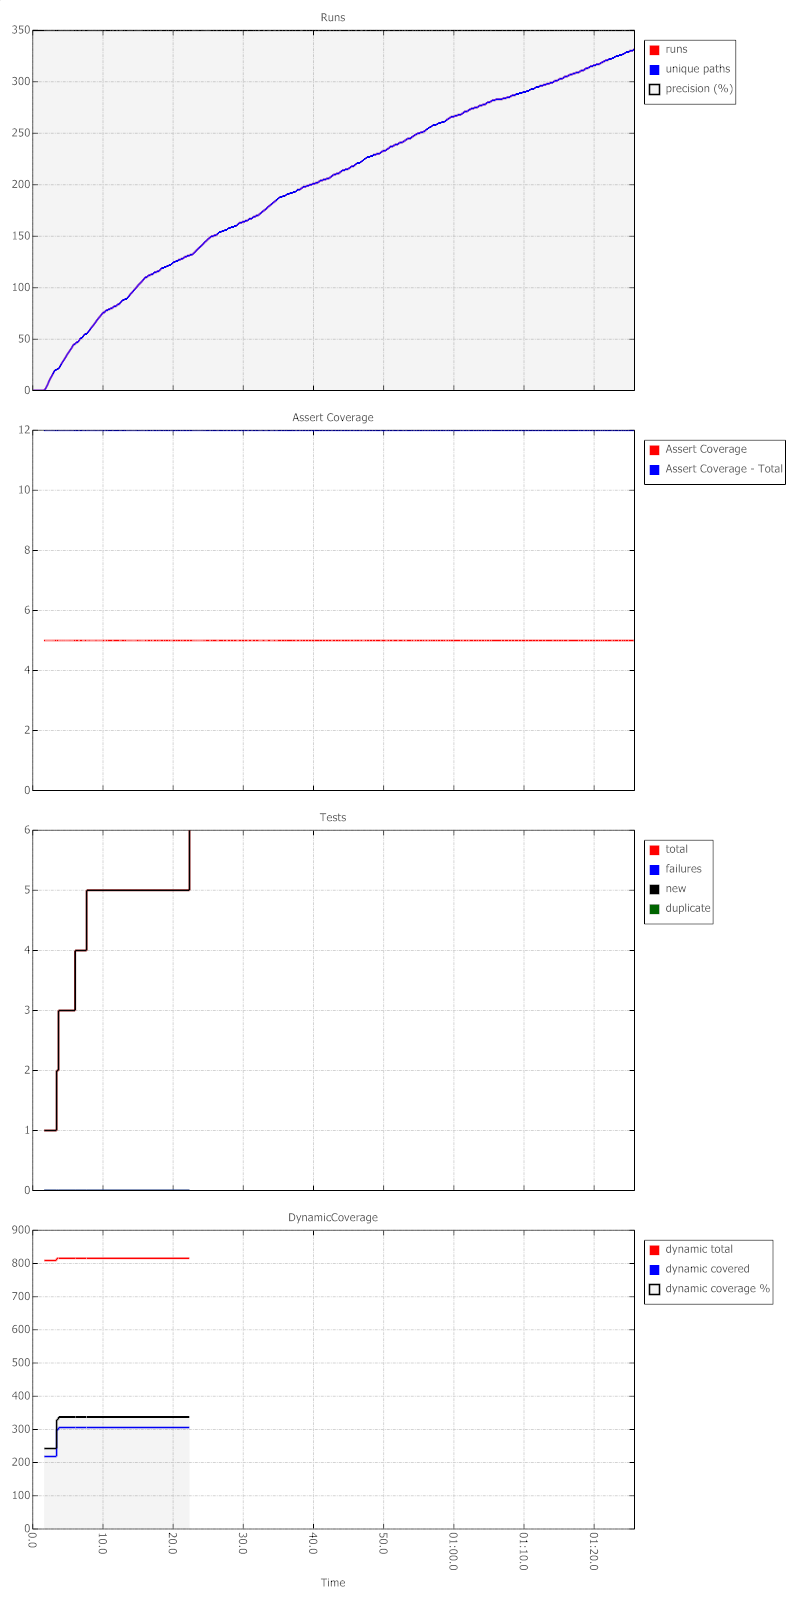 Runs
350
300
250
200
150
100
50
0
runs
unique paths
precision (%)
Assert Coverage
12
10
8
6
4
2
0
Assert Coverage
Assert Coverage - Total
Tests
6
5
4
3
2
1
0
total
failures
new
duplicate
DynamicCoverage
900
800
700
600
500
400
300
200
100
0
dynamic total
dynamic covered
dynamic coverage %
0.0
10.0
20.0
30.0
40.0
50.0
01:00.0
01:10.0
01:20.0
Time